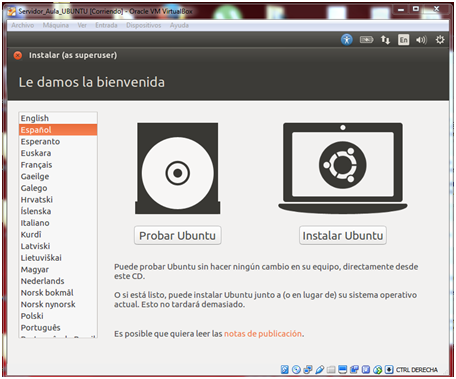 Servidor_Aula_UBUNTU [Corriendo] - Oracle VM VirtualBox
Archivo Máquina Ver Entrada Dispositivos Ayuda
En
Instalar (as superuser)
Le damos la bienvenida
English
Español
Esperanto
Euskara
Français
Gaeilge
Galego
Hrvatski
Íslenska
Italiano
Kurdî
Latviski
Lietuviškai
Magyar
Nederlands
Norsk bokmål
Norsk nynorsk
Polski
Português
Probar Ubuntu
Instalar Ubuntu
Puede probar Ubuntu sin hacer ningún cambio en su equipo, directamente desde
este CD.
O si está listo, puede instalar Ubuntu junto a (o en lugar de) su sistema operativo
actual. Esto no tardará demasiado.
Es posible que quiera leer las notas de publicación.
CTRL DERECHA